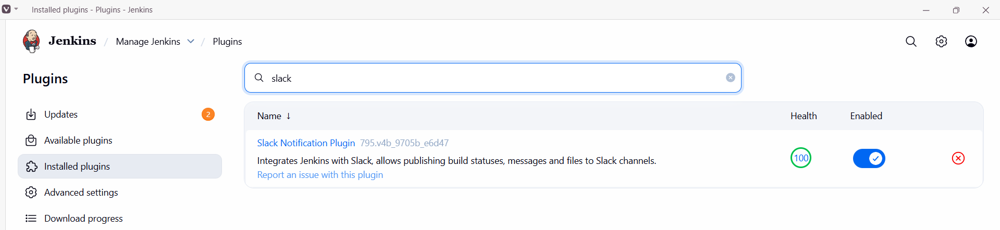 Installed plugins - Plugins - Jenkins
Jenkins / Manage Jenkins / Plugins
Plugins
slack
Updates 2
Available plugins
Installed plugins
Advanced settings
Download progress
Name ↓ Health Enabled
Slack Notification Plugin 795.v4b_9705b_e6d47
Integrates Jenkins with Slack, allows publishing build statuses, messages and files to Slack channels.
Report an issue with this plugin
100